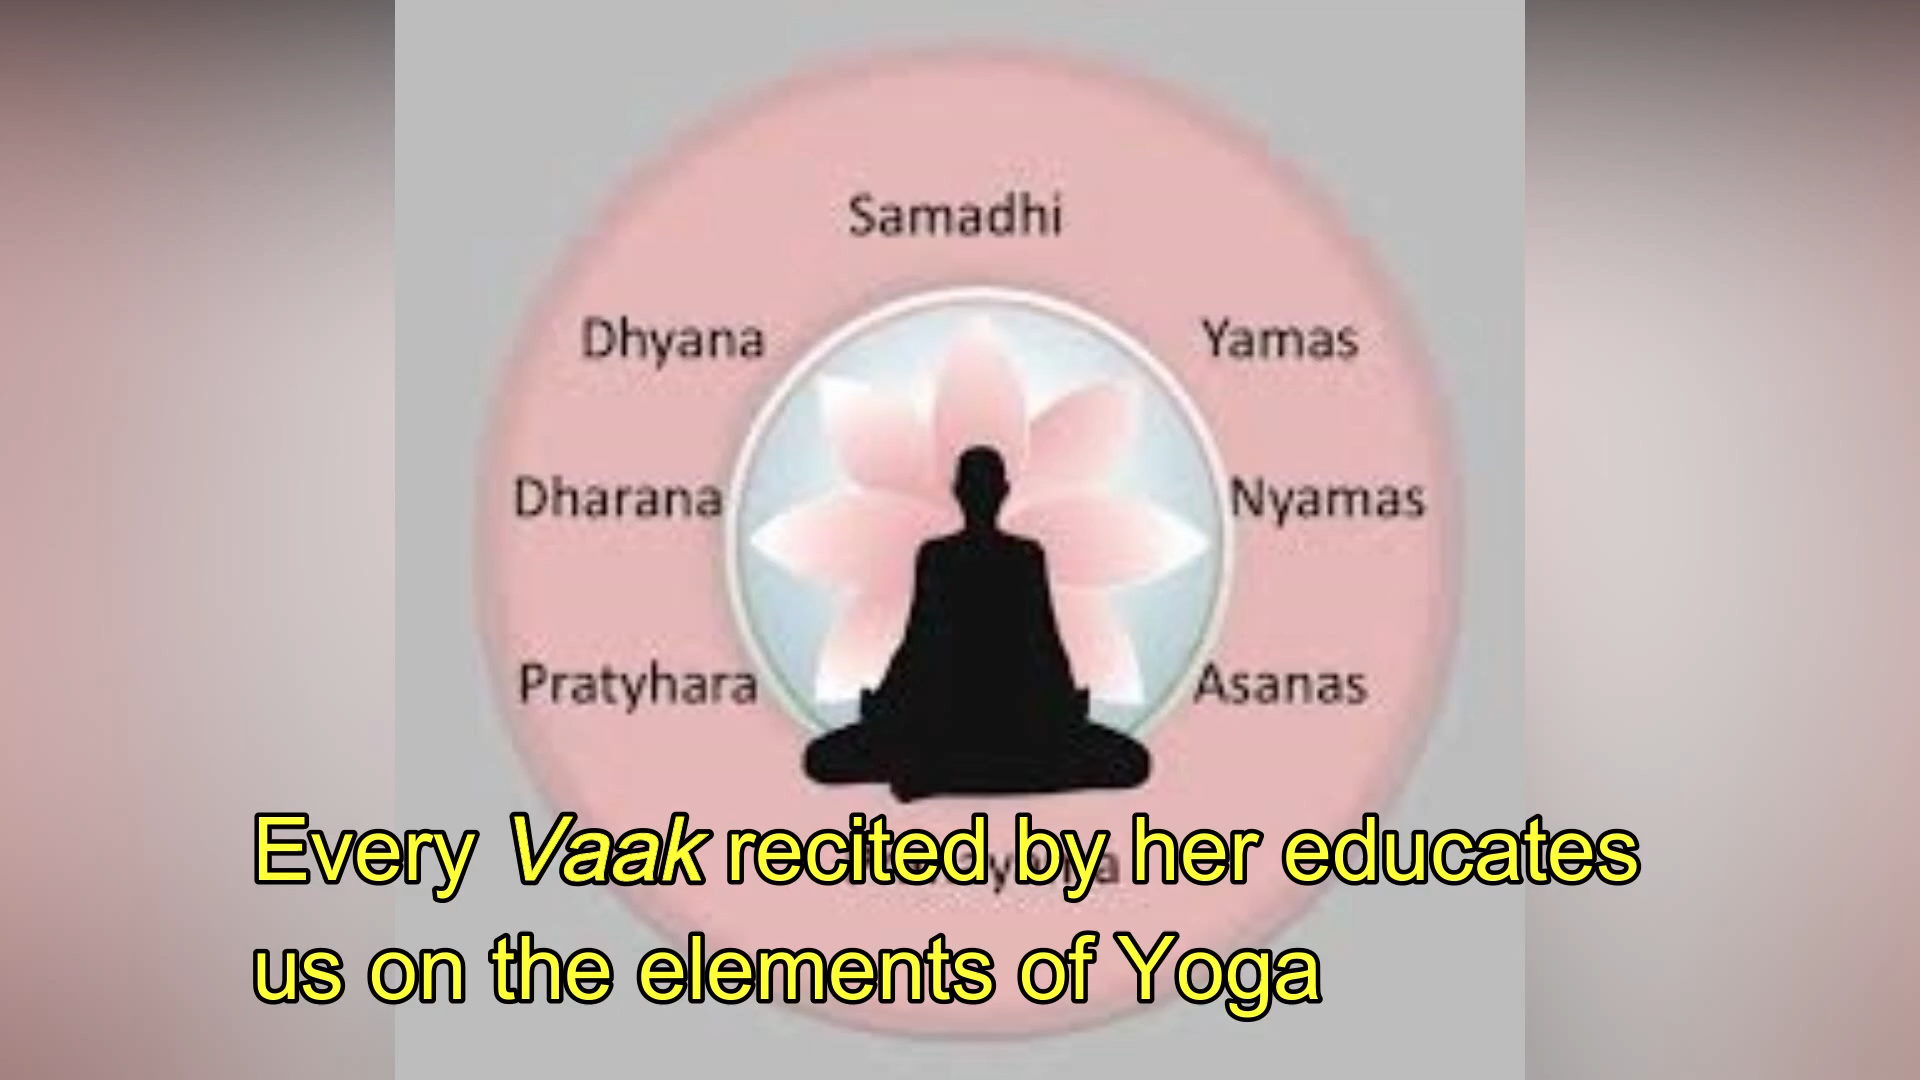 Samadhi
Dhyana
Yamas
Dharana
Nyamas
Pratyhara
Asanas
Every Vaak recited by her educates
us on the elements of Yoga